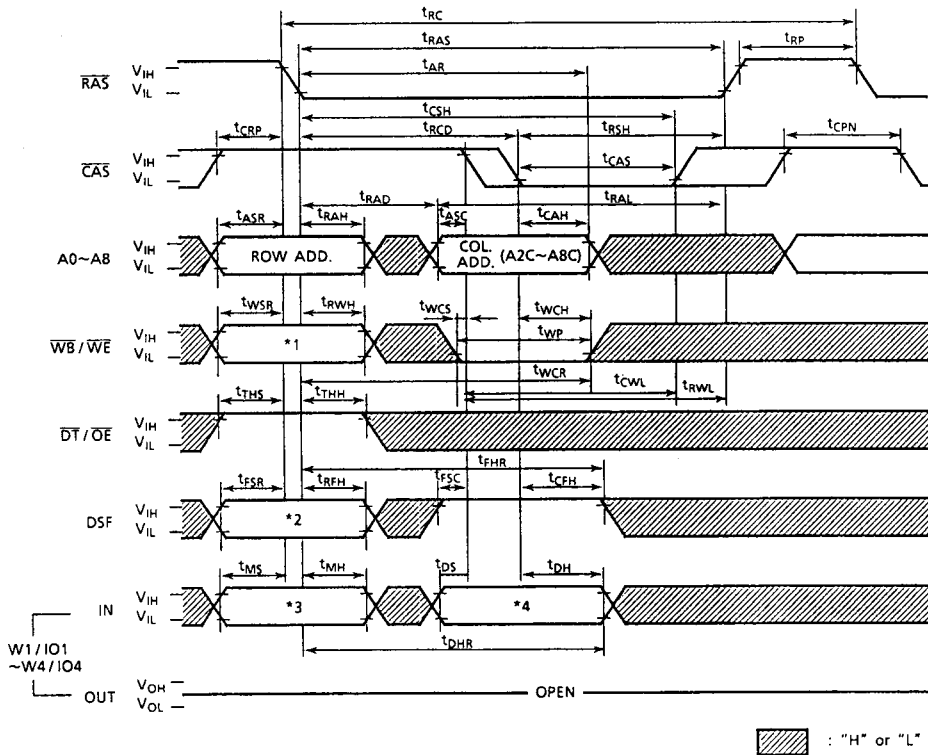 tRC
tRAS
tRP
tAR
RAS
VIH
VIL
tCSH
tCRP
tRCD
tRSH
tCPN
CAS
VIH
VIL
tCAS
tRAD
tRAL
tASR
tRAH
tASC
tCAH
A0~A8
VIH
VIL
ROW ADD.
COL. ADD.
(A2C~A8C)
tWSR
tRWH
tWCS
tWCH
WB/WE
VIH
VIL
*1
tWP
tWCR
tCWL
tRWL
tTHS
tTHH
DT/OE
VIH
VIL
tFHR
tFSR
tRFH
tFSC
tCFH
DSF
VIH
VIL
*2
tMS
tMH
tDS
tDH
IN
VIH
VIL
*3
*4
tDHR
W1/IO1
~W4/IO4
OUT
VOH
VOL
OPEN
: "H" or "L"